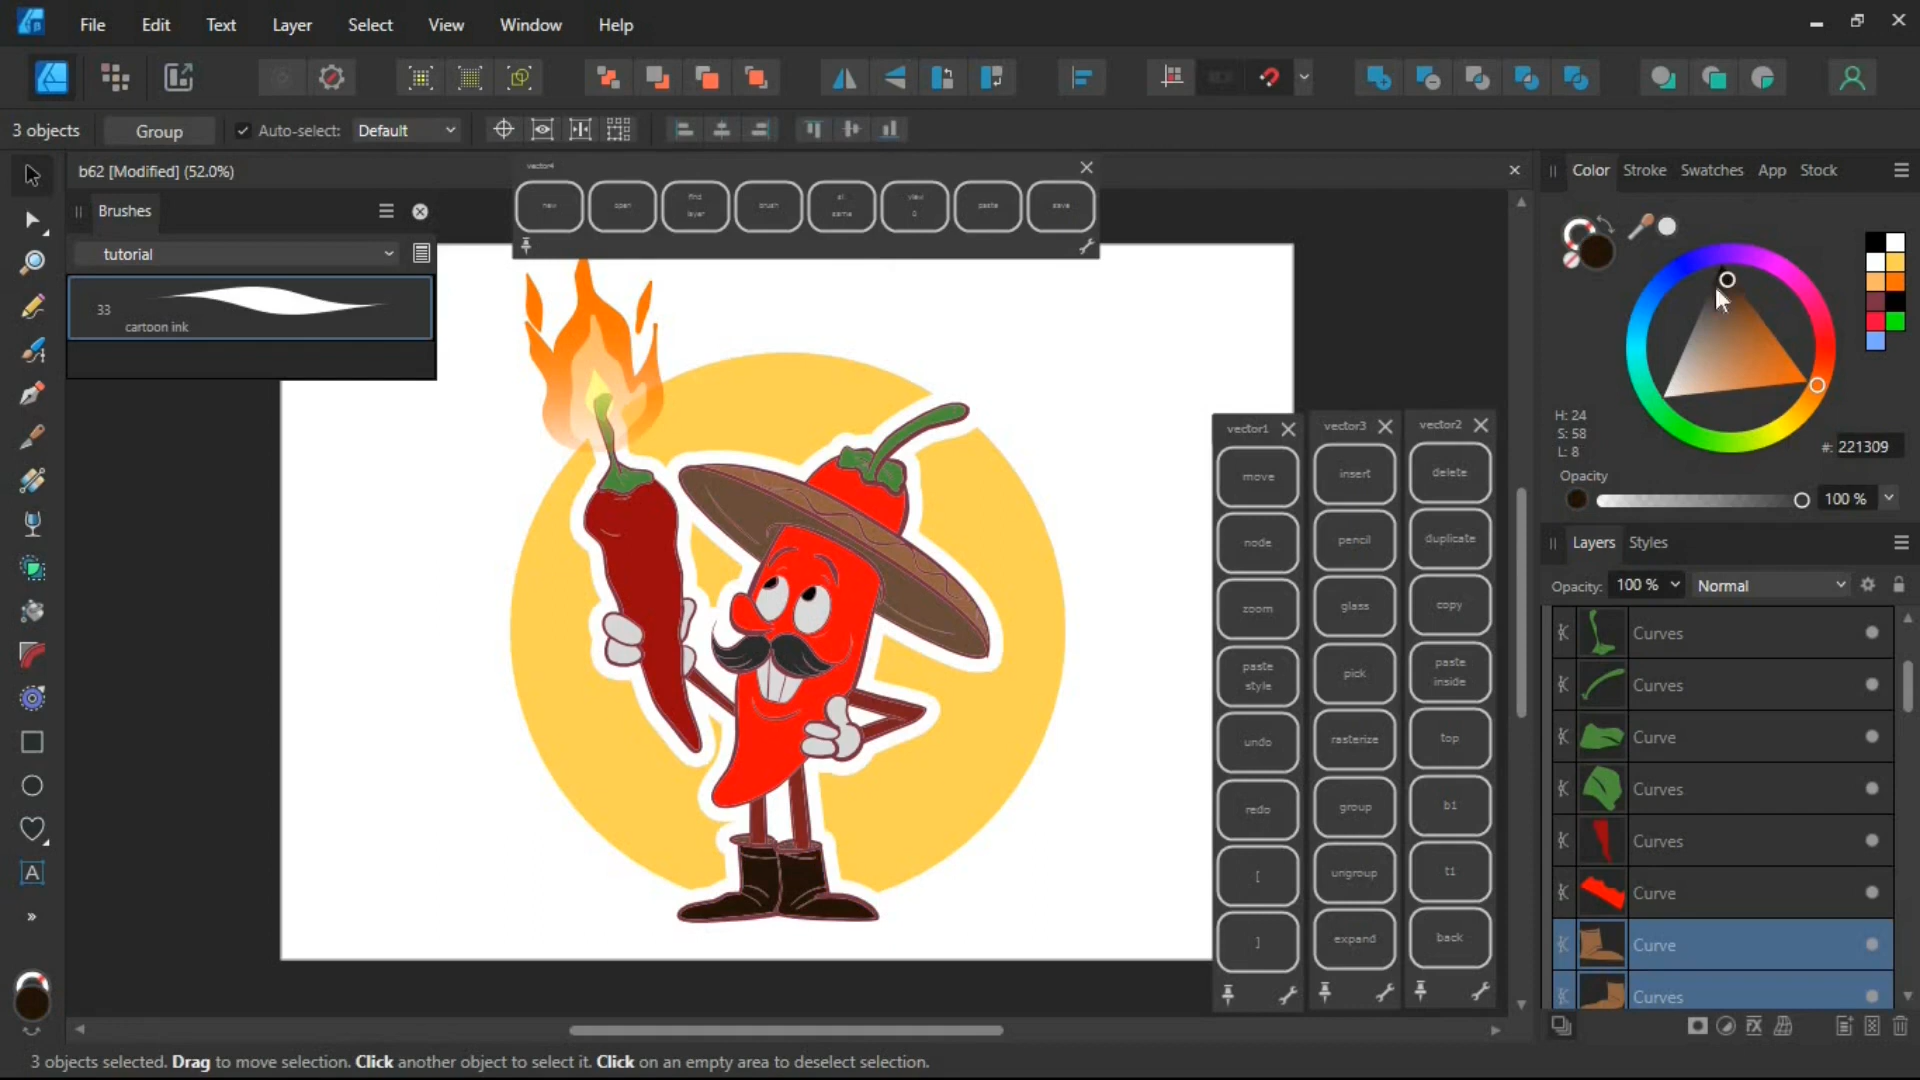 File Edit Text Layer Select View Window Help
3 objects Group Auto-select: Default
b62 [Modified] (52.0%)
Brushes
tutorial
33
cartoon ink
vector4
new open find layer brush sl. same view 0 paste save
vector1
move
node
zoom
paste style
undo
redo
[
]
vector3
insert
pencil
glass
pick
rasterize
group
ungroup
expand
vector2
delete
duplicate
copy
paste inside
top
b1
t1
back
Color Stroke Swatches App Stock
H: 24
S: 58
L: 8
#: 221309
Opacity
100 %
Layers Styles
Opacity: 100 % Normal
Curves
Curves
Curve
Curves
Curves
Curve
Curve
Curves
A
3 objects selected. Drag to move selection. Click another object to select it. Click on an empty area to deselect selection.